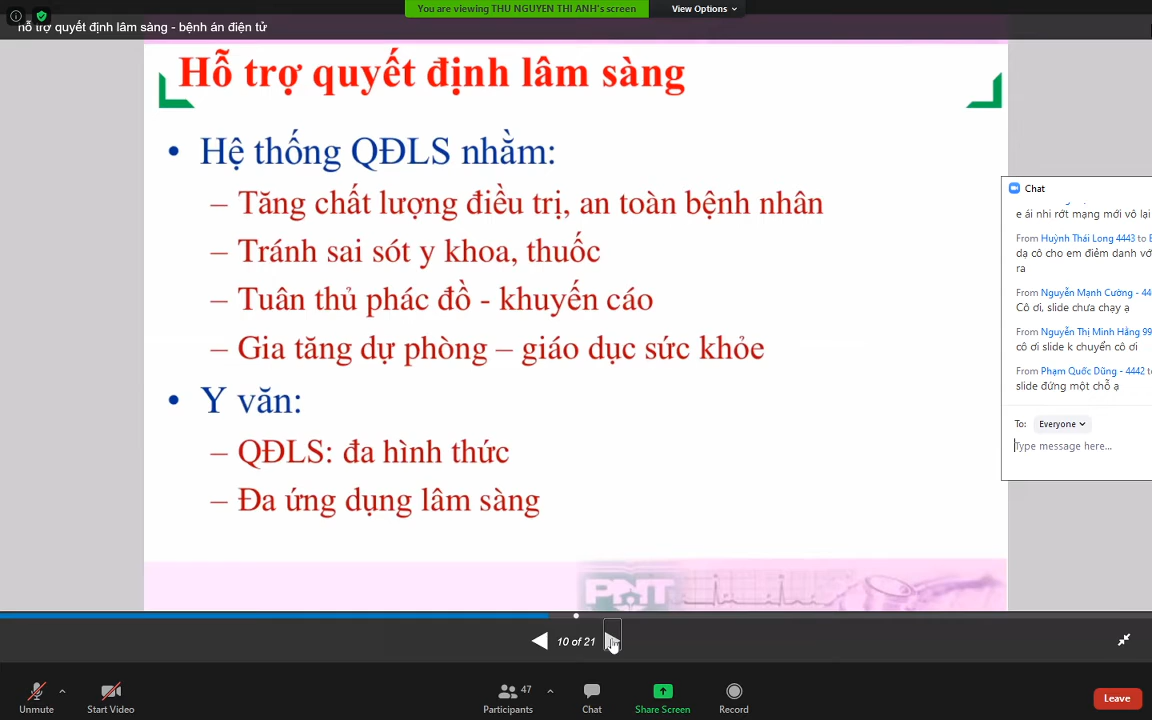 You are viewing THU NGUYEN THI ANH's screen
View Options
hỗ trợ quyết định lâm sàng - bệnh án điện tử
Hỗ trợ quyết định lâm sàng
• Hệ thống QĐLS nhằm:
– Tăng chất lượng điều trị, an toàn bệnh nhân
– Tránh sai sót y khoa, thuốc
– Tuân thủ phác đồ - khuyến cáo
– Gia tăng dự phòng – giáo dục sức khỏe
• Y văn:
– QĐLS: đa hình thức
– Đa ứng dụng lâm sàng
PNT
Chat
e ái nhi rớt mạng mới vô lại
From Huỳnh Thái Long 4443 to
dạ cô cho em điểm danh vớ
ra
From Nguyễn Mạnh Cường - 44
Cô ơi, slide chưa chạy ạ
From Nguyễn Thị Minh Hằng 99
cô ơi slide k chuyển cô ơi
From Phạm Quốc Dũng - 4442 t
slide đứng một chỗ ạ
To: Everyone
Type message here...
10 of 21
Unmute
Start Video
47
Participants
Chat
Share Screen
Record
Leave